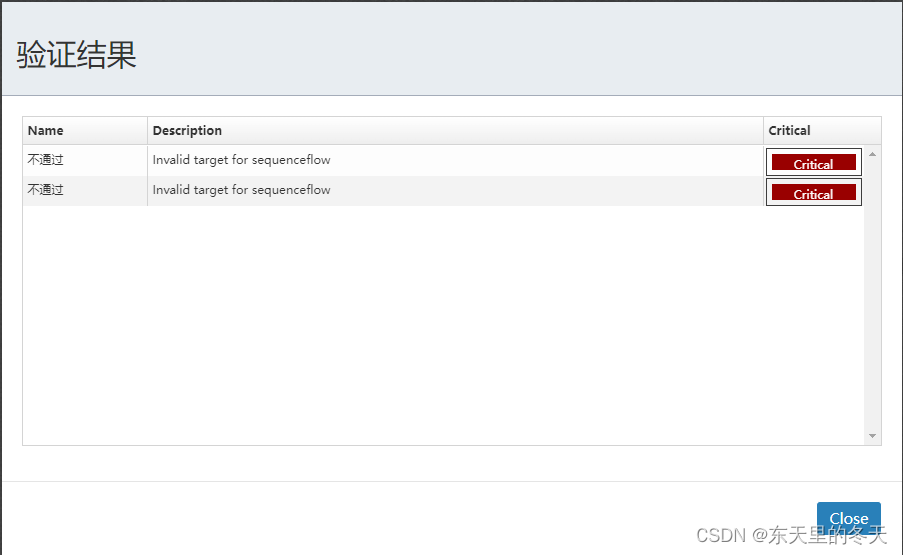 验证结果
Name Description Critical
不通过 Invalid target for sequenceflow Critical
不通过 Invalid target for sequenceflow Critical
Close
CSDN @东天里的冬天